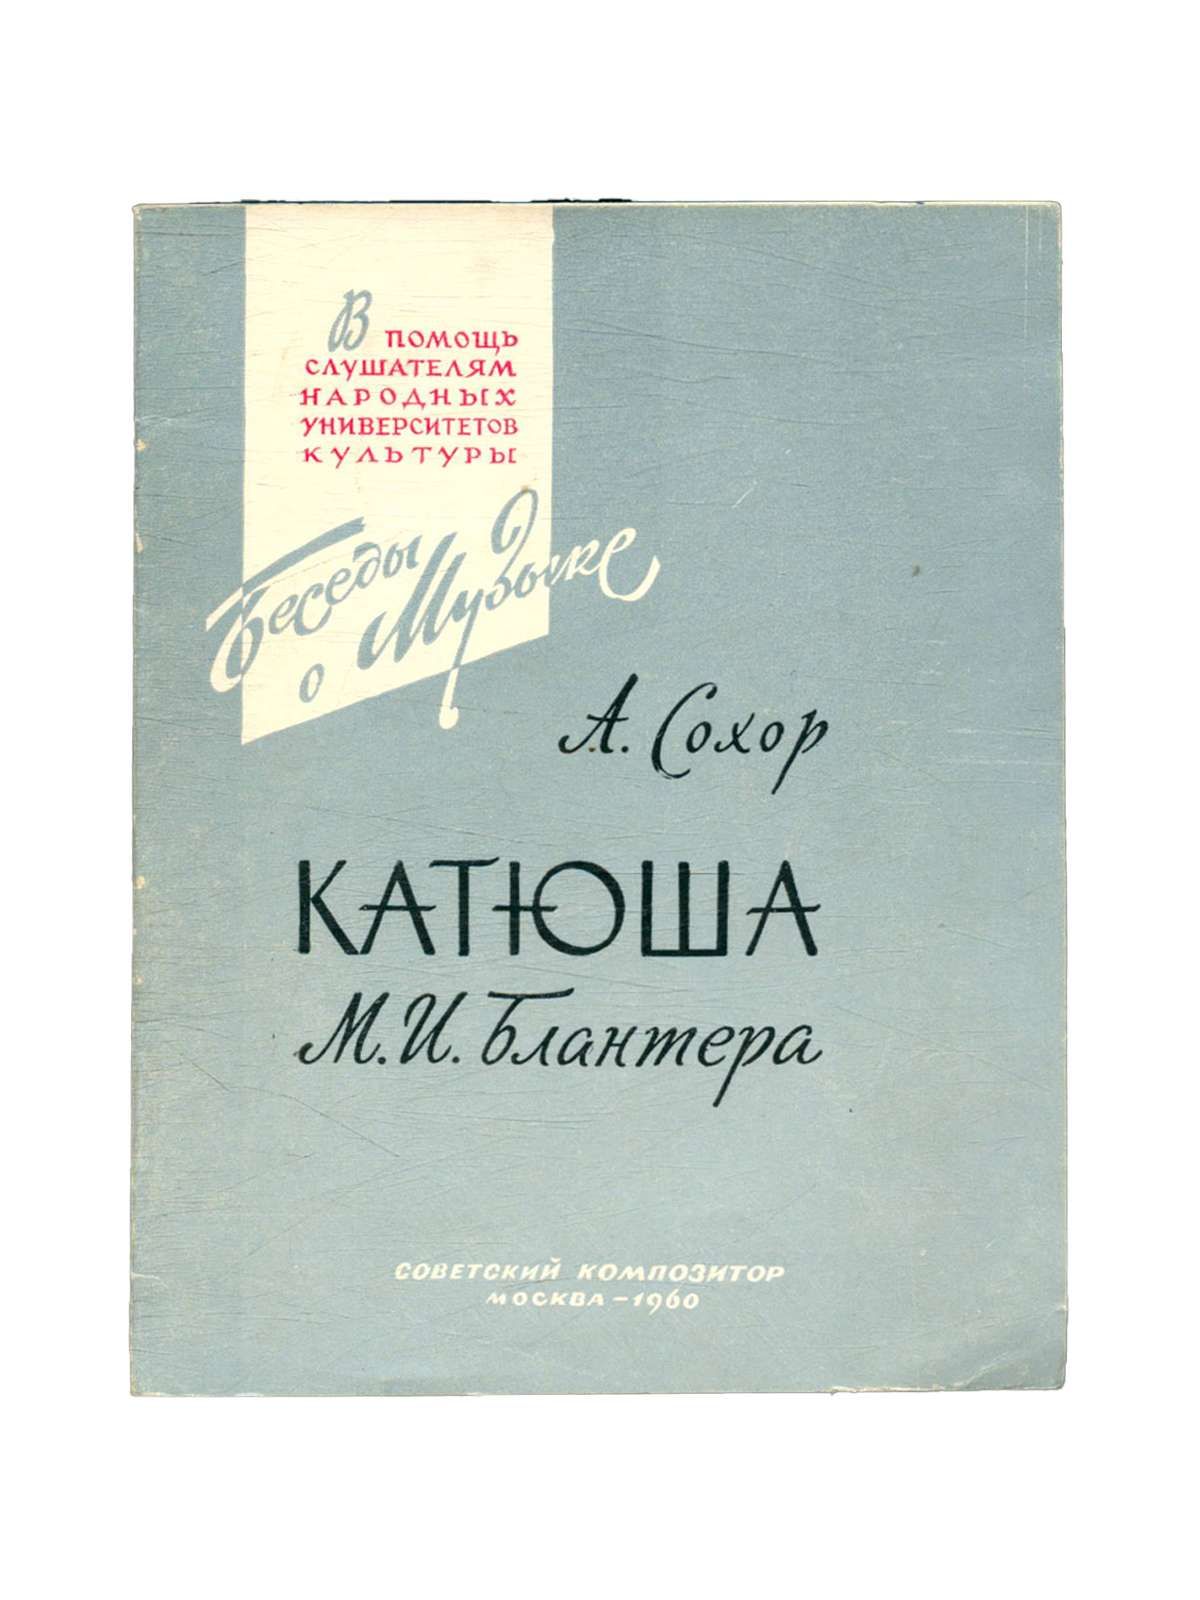 В ПОМОЩЬ
СЛУШАТЕЛЯМ
НАРОДНЫХ
УНИВЕРСИТЕТОВ
КУЛЬТУРЫ
Беседы
о Музыке
А. Сохор
КАТЮША
М. И. Блантера
СОВЕТСКИЙ КОМПОЗИТОР
МОСКВА – 1960